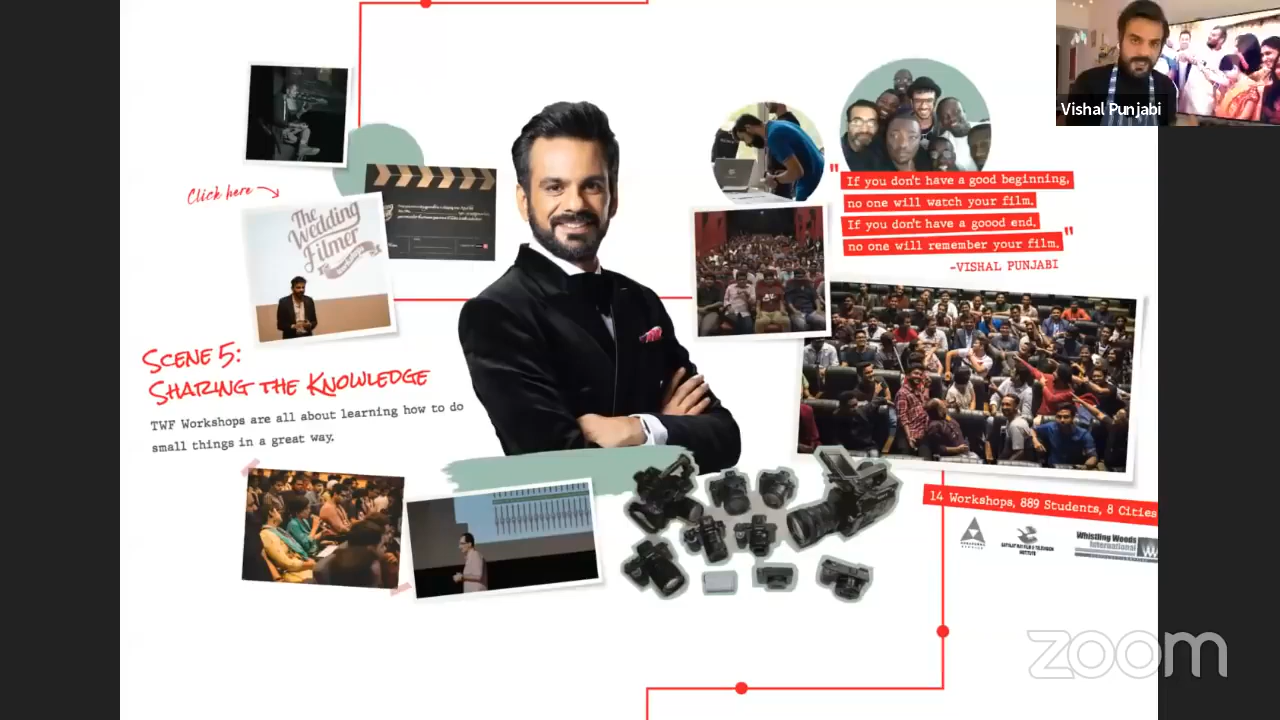 Vishal Punjabi
Click here
The
Wedding
Filmer
"If you don't have a good beginning,
no one will watch your film.
If you don't have a goood end,
no one will remember your film."
-VISHAL PUNJABI
SCENE 5:
SHARING THE KNOWLEDGE
TWF Workshops are all about learning how to do
small things in a great way.
14 Workshops, 889 Students, 8 Cities
Whistling Woods
International
zoom